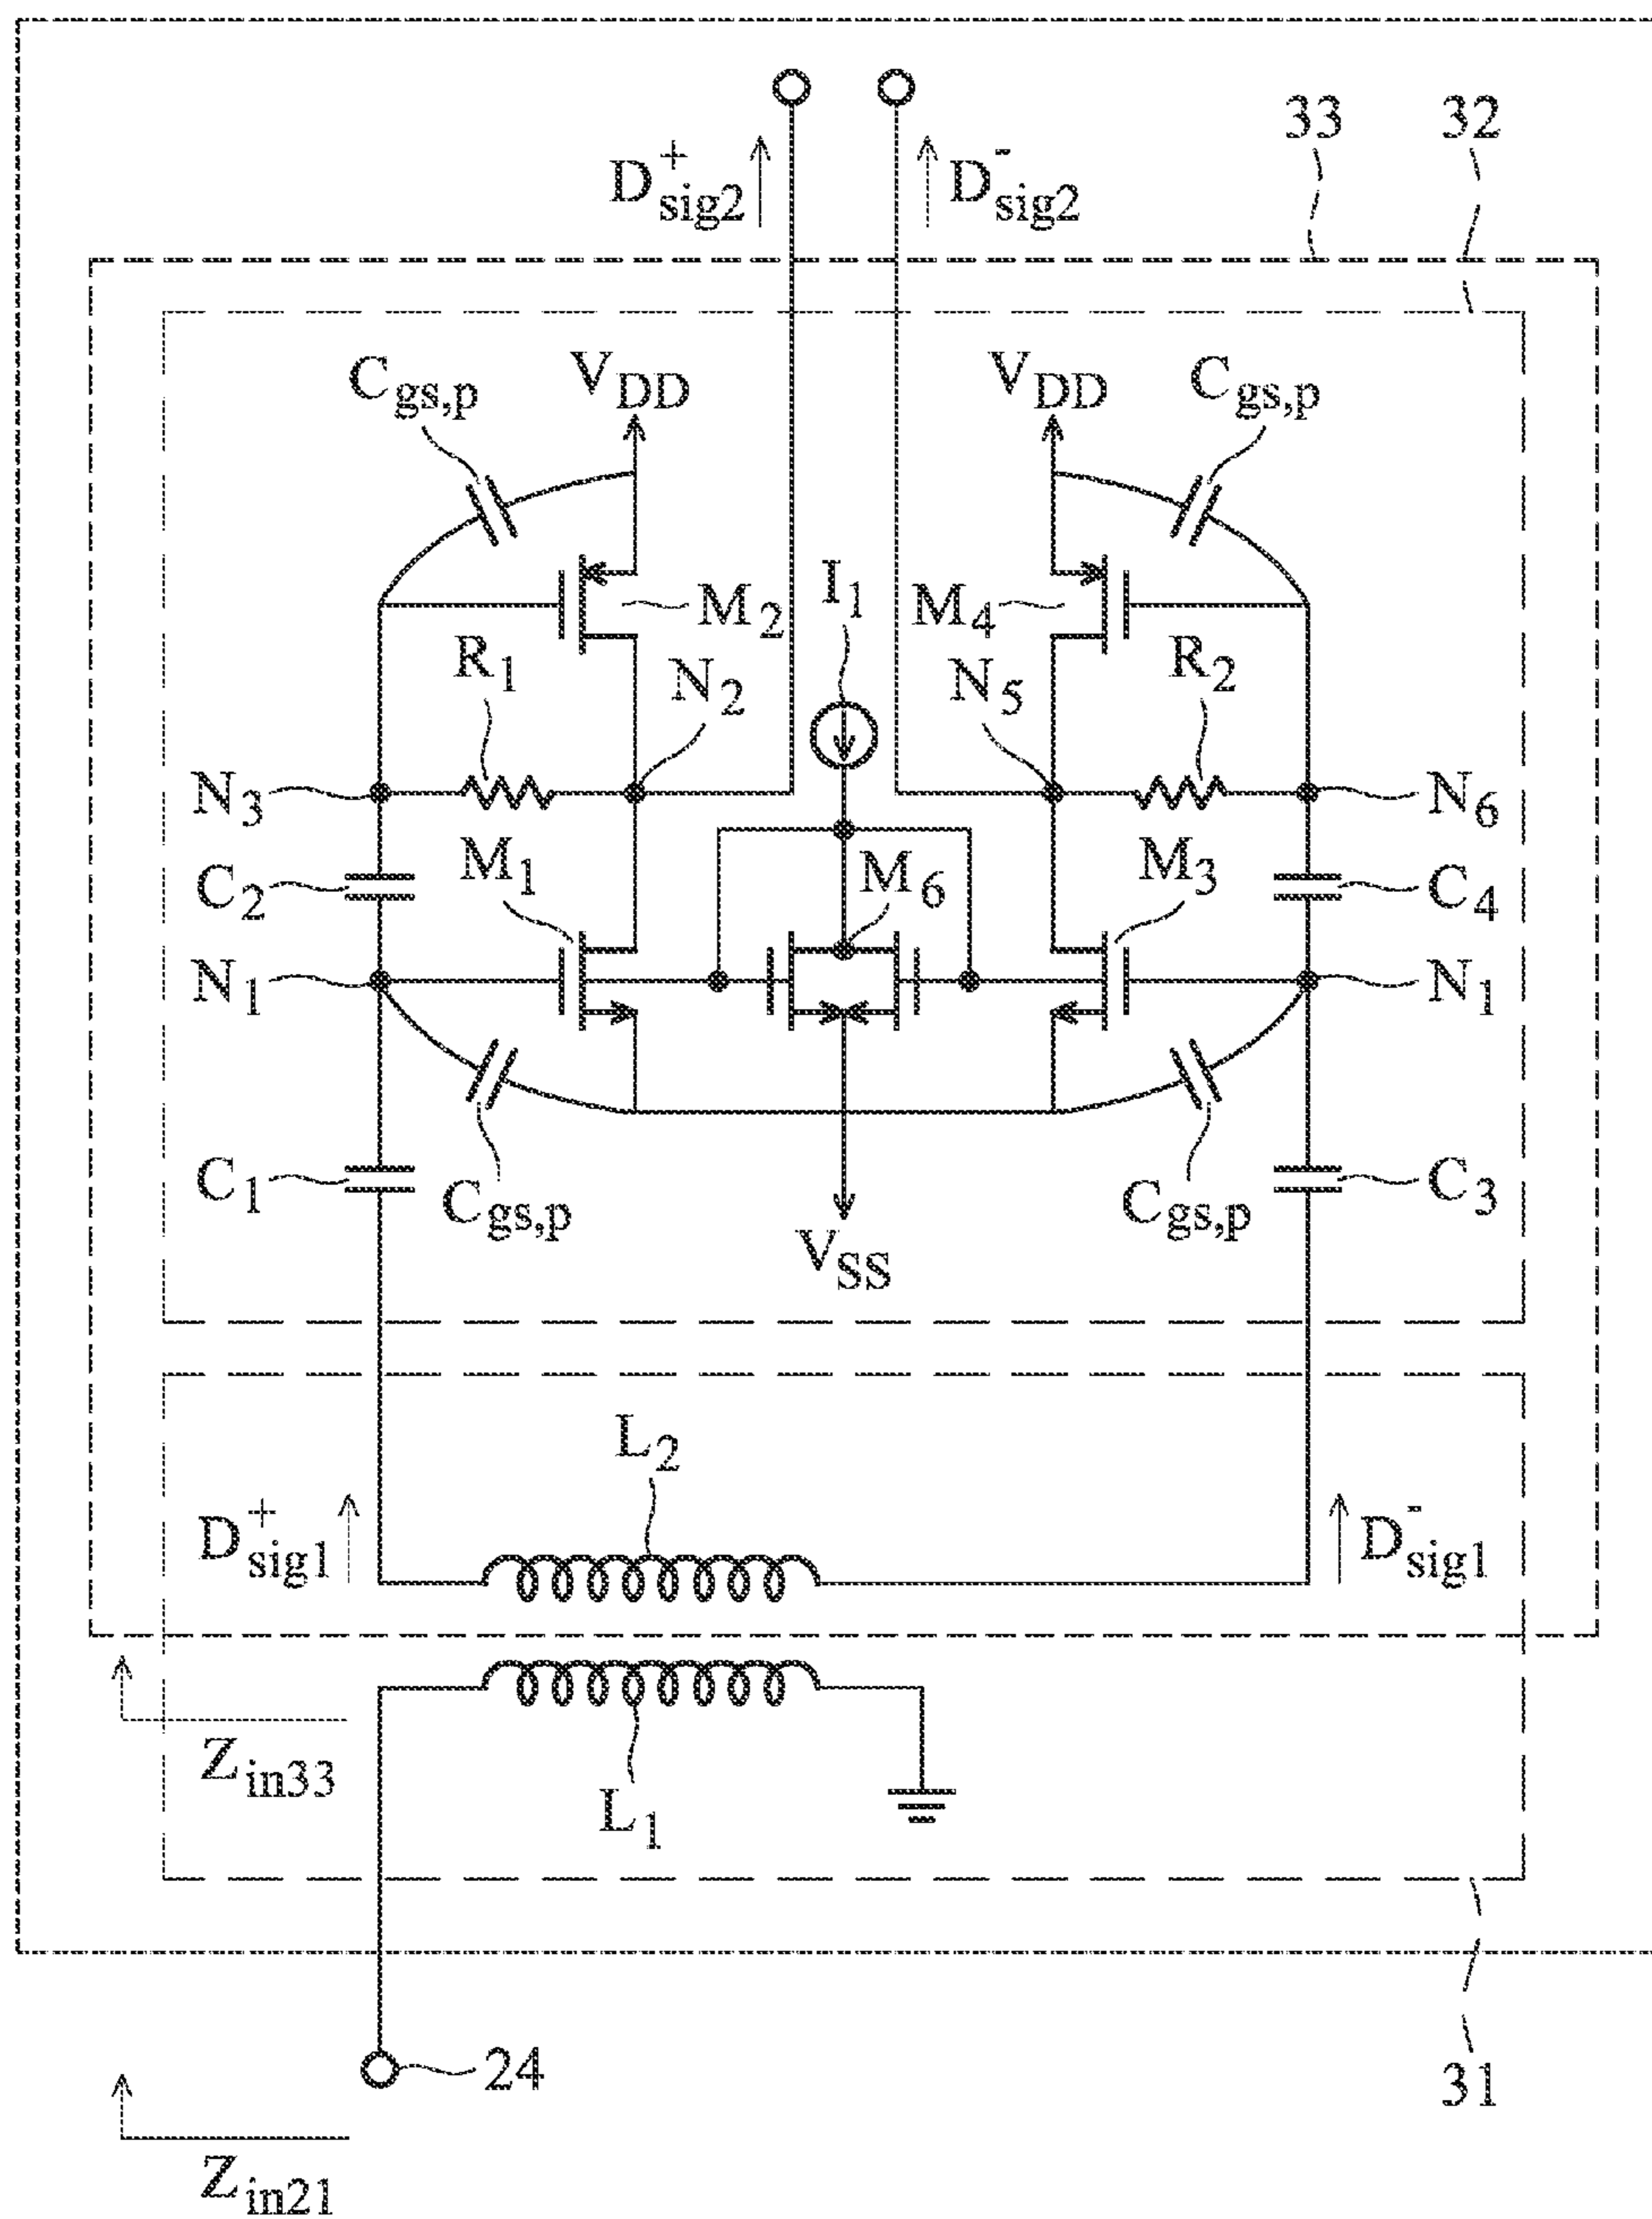 33 32
D+sig2 D-sig2
Cgs,p VDD VDD Cgs,p
M2 I1 M4
R1 N2 N5 R2
N3 N6
M1 M6 M3
C2 C4
N1 N1
C1 Cgs,p Cgs,p C3
VSS
L2
D+sig1 D-sig1
Zin33
L1
24
31
Zin21